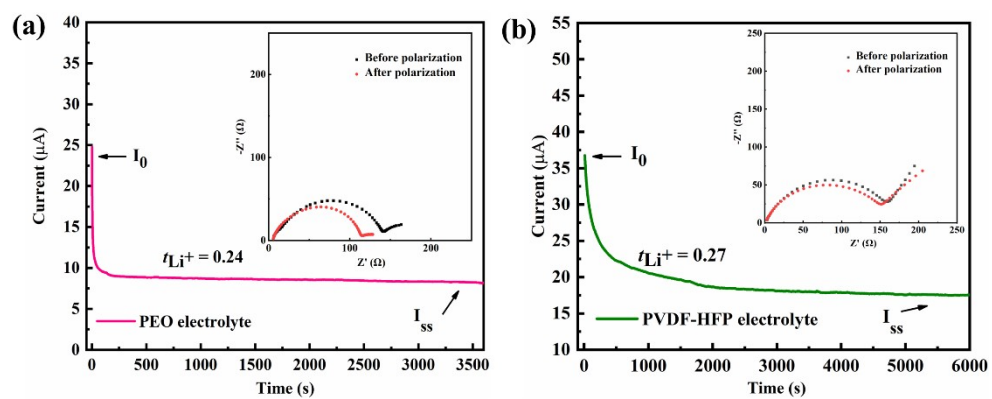 (a)
40
35
30
25
20
15
10
5
0
Current (μA)
0 500 1000 1500 2000 2500 3000 3500
Time (s)
I0
tLi+ = 0.24
Iss
PEO electrolyte
Before polarization
After polarization
200
100
0
-Z'' (Ω)
0 100 200
Z' (Ω)
(b)
55
50
45
40
35
30
25
20
15
10
Current (μA)
0 1000 2000 3000 4000 5000 6000
Time (s)
I0
tLi+ = 0.27
Iss
PVDF-HFP electrolyte
Before polarization
After polarization
250
200
150
100
50
0
-Z'' (Ω)
0 50 100 150 200 250
Z' (Ω)